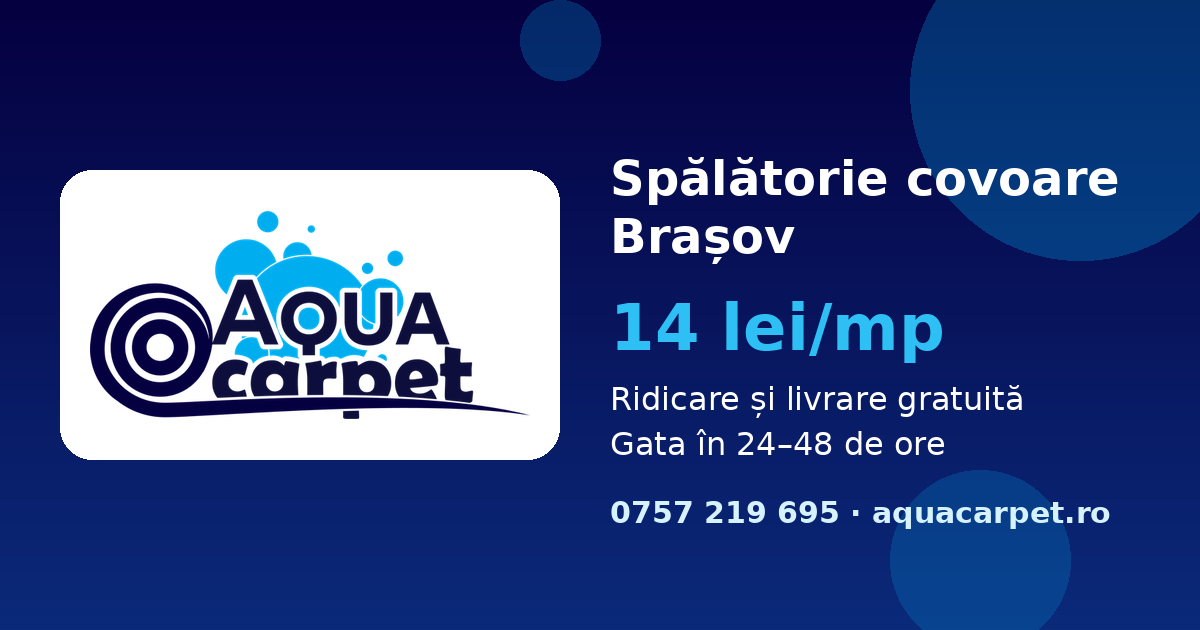 AQUA
carpet
Spălătorie covoare
Brașov
14 lei/mp
Ridicare și livrare gratuită
Gata în 24–48 de ore
0757 219 695 · aquacarpet.ro